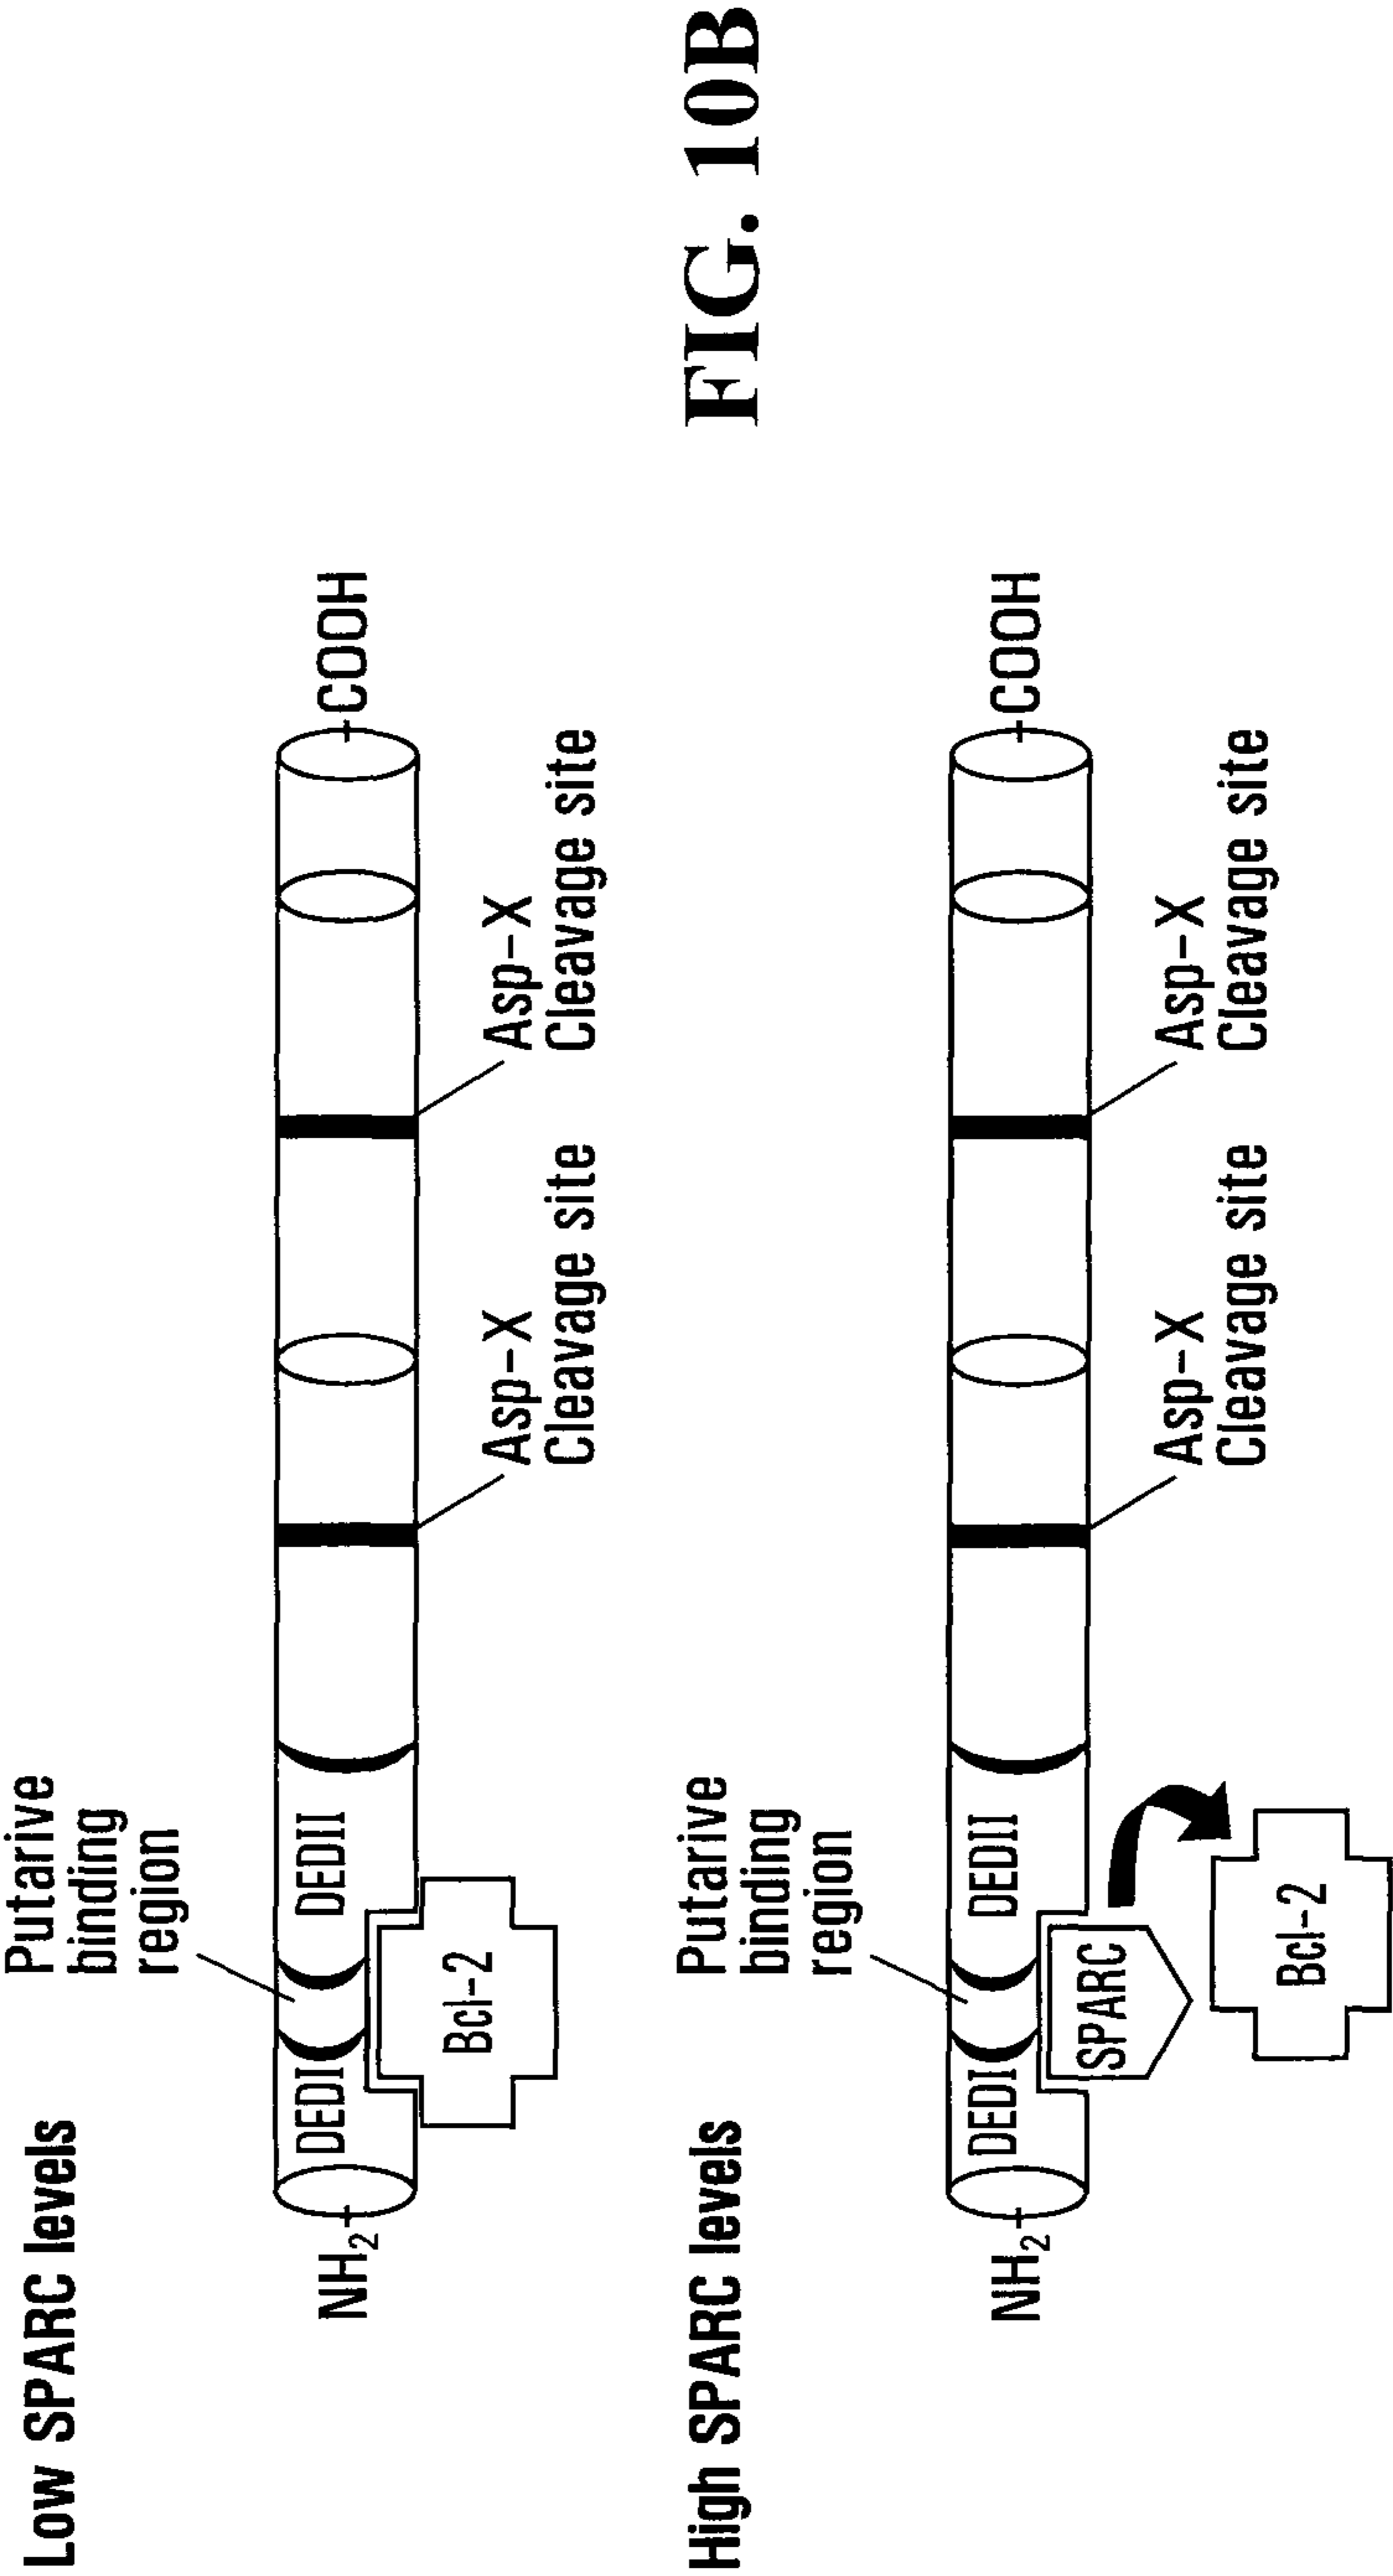 Low SPARC levels
Putarive
binding
region
NH2
DEDI
DEDII
COOH
Bcl-2
Asp-X
Cleavage site
Asp-X
Cleavage site
High SPARC levels
Putarive
binding
region
NH2
DEDI
DEDII
COOH
SPARC
Bcl-2
Asp-X
Cleavage site
Asp-X
Cleavage site
FIG. 10B